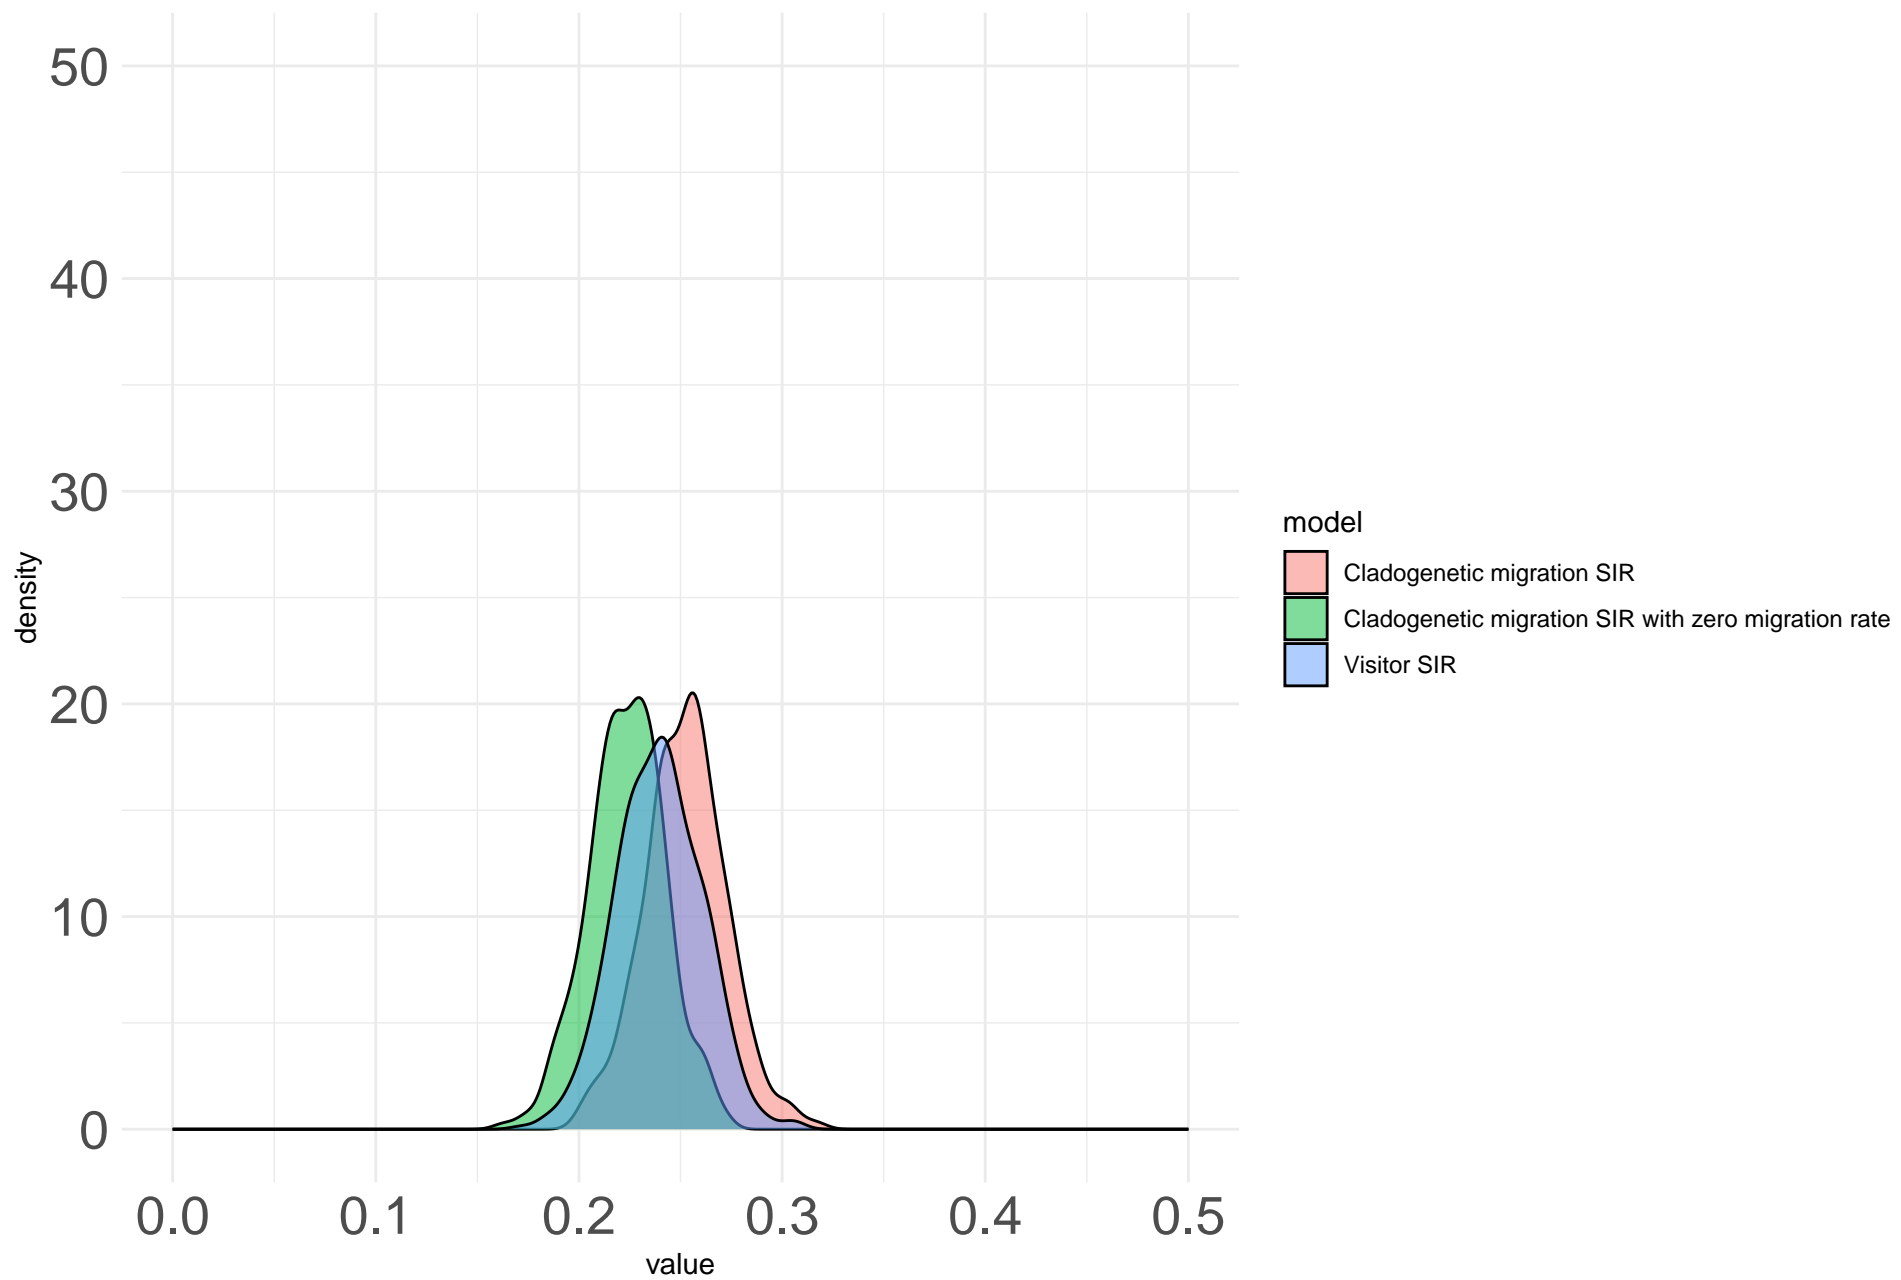 50
40
30
20
10
0
density
0.0 0.1 0.2 0.3 0.4 0.5
value
model
Cladogenetic migration SIR
Cladogenetic migration SIR with zero migration rate
Visitor SIR